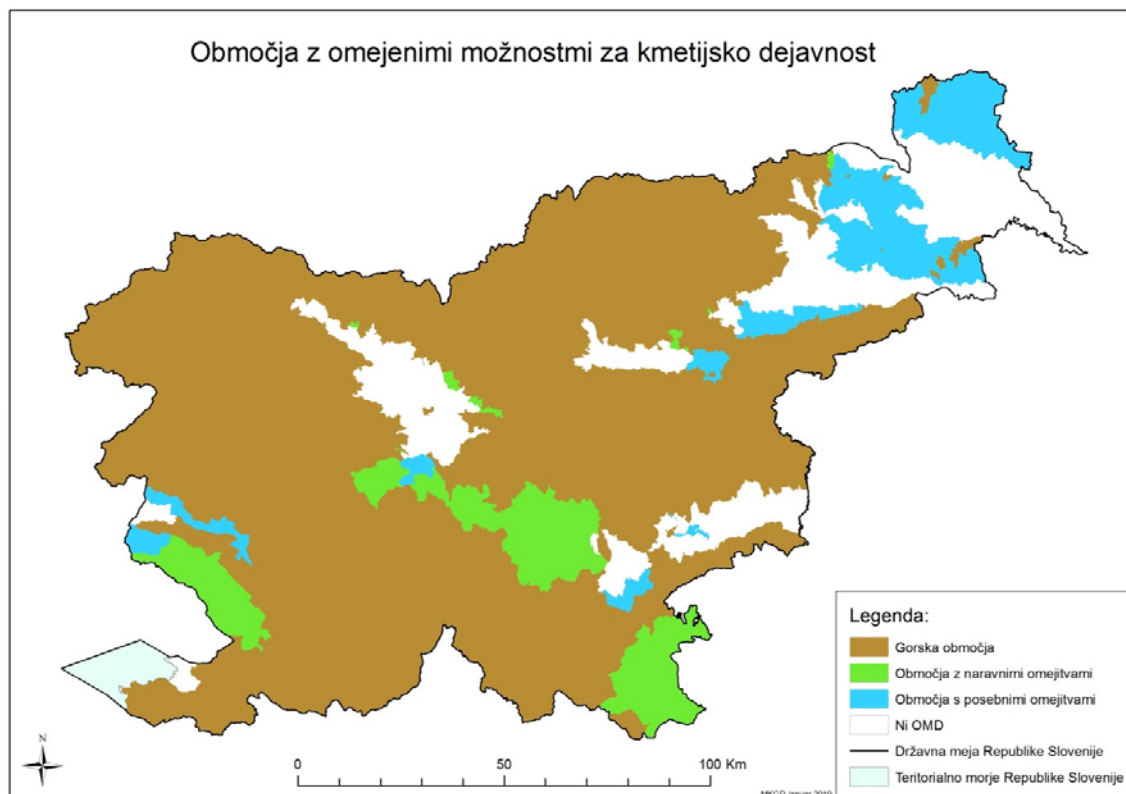 Območja z omejenimi možnostmi za kmetijsko dejavnost
Legenda:
Gorska območja
Območja z naravnimi omejitvami
Območja s posebnimi omejitvami
Ni OMD
Državna meja Republike Slovenije
Teritorialno morje Republike Slovenije
N
0 50 100 Km